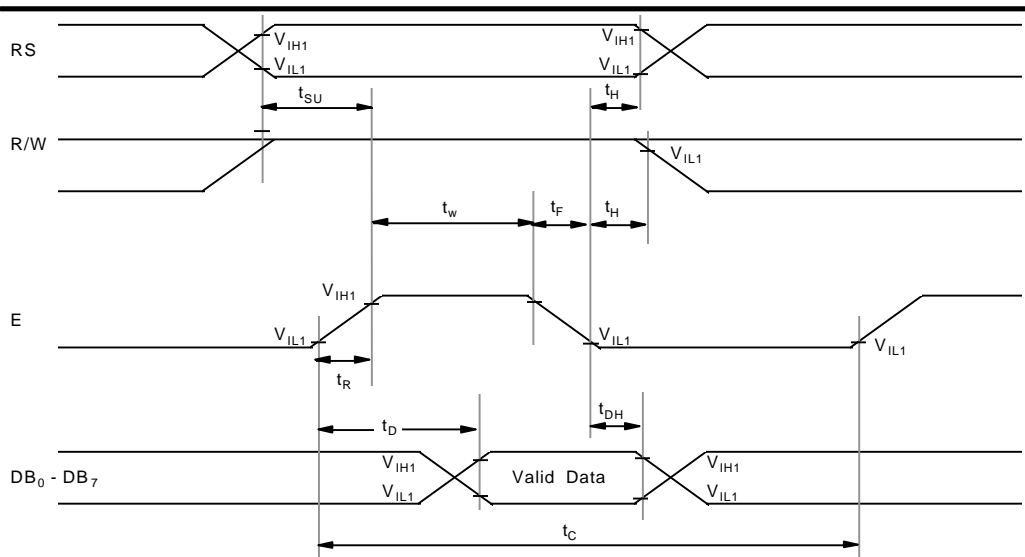 RS
V_IH1
V_IL1
V_IH1
V_IL1
t_SU
t_H
R/W
V_IL1
t_w
t_F
t_H
E
V_IH1
V_IL1
V_IL1
V_IL1
t_R
t_D
t_DH
DB_0 - DB_7
V_IH1
V_IL1
Valid Data
V_IH1
V_IL1
t_C